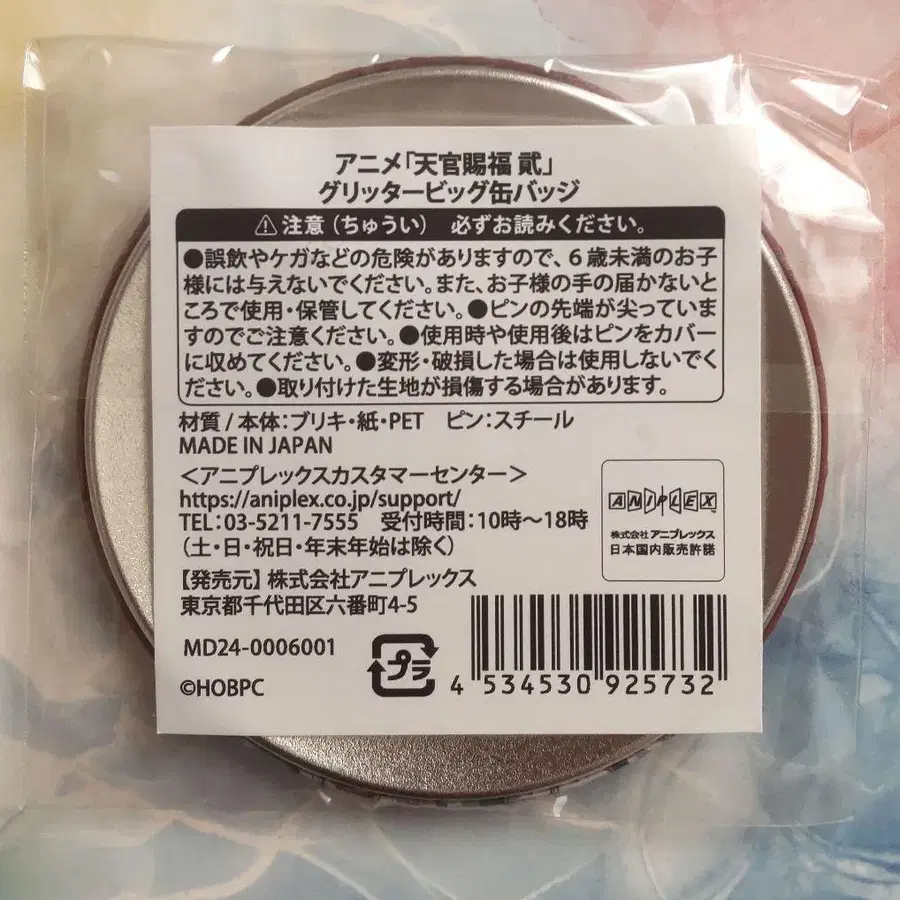 アニメ「天官賜福 貳」
グリッタービッグ缶バッジ
⚠注意（ちゅうい） 必ずお読みください。
●誤飲やケガなどの危険がありますので、6歳未満のお子
様には与えないでください。また、お子様の手の届かないと
ころで使用・保管してください。●ピンの先端が尖っていま
すのでご注意ください。●使用時や使用後はピンをカバー
に収めてください。●変形・破損した場合は使用しないでく
ださい。●取り付けた生地が損傷する場合があります。
材質／本体：ブリキ・紙・PET ピン：スチール
MADE IN JAPAN
＜アニプレックスカスタマーセンター＞
https://aniplex.co.jp/support/
TEL：03-5211-7555 受付時間：10時～18時
（土・日・祝日・年末年始は除く）
【発売元】株式会社アニプレックス
東京都千代田区六番町4-5
ANIPLEX
株式会社 アニプレックス
日本国内販売許諾
MD24-0006001
©HOBPC
プラ
4 534530 925732